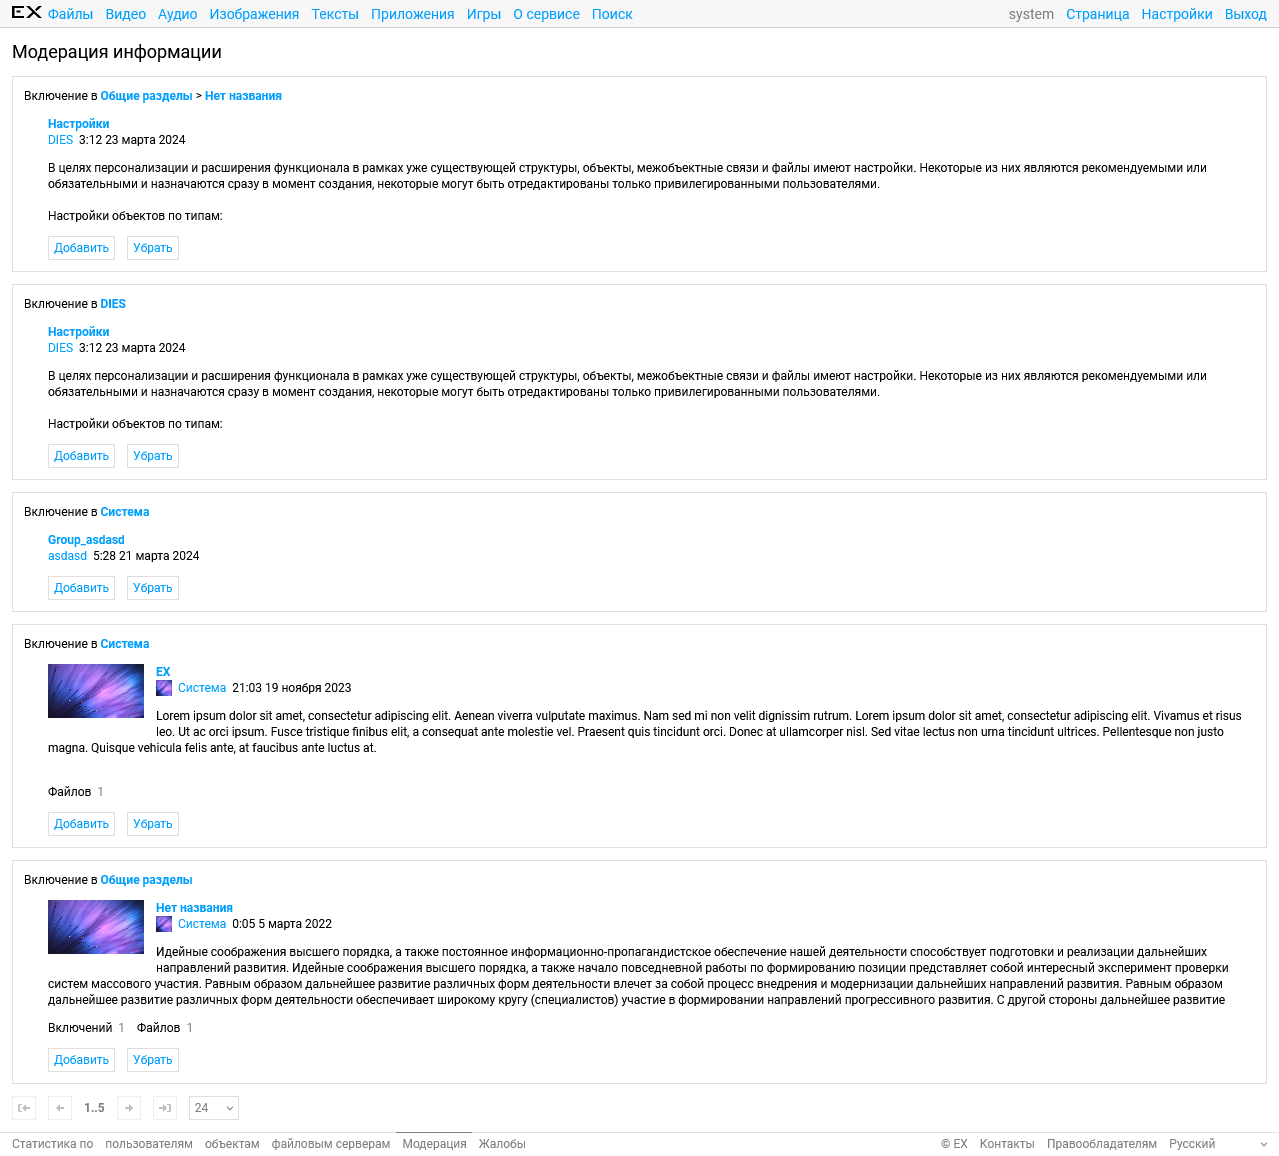 EX Файлы Видео Аудио Изображения Тексты Приложения Игры О сервисе Поиск system Страница Настройки Выход
Модерация информации
Включение в Общие разделы > Нет названия
Настройки
DIES 3:12 23 марта 2024
В целях персонализации и расширения функционала в рамках уже существующей структуры, объекты, межобъектные связи и файлы имеют настройки. Некоторые из них являются рекомендуемыми или
обязательными и назначаются сразу в момент создания, некоторые могут быть отредактированы только привилегированными пользователями.
Настройки объектов по типам:
Добавить Убрать
Включение в DIES
Настройки
DIES 3:12 23 марта 2024
В целях персонализации и расширения функционала в рамках уже существующей структуры, объекты, межобъектные связи и файлы имеют настройки. Некоторые из них являются рекомендуемыми или
обязательными и назначаются сразу в момент создания, некоторые могут быть отредактированы только привилегированными пользователями.
Настройки объектов по типам:
Добавить Убрать
Включение в Система
Group_asdasd
asdasd 5:28 21 марта 2024
Добавить Убрать
Включение в Система
EX
Система 21:03 19 ноября 2023
Lorem ipsum dolor sit amet, consectetur adipiscing elit. Aenean viverra vulputate maximus. Nam sed mi non velit dignissim rutrum. Lorem ipsum dolor sit amet, consectetur adipiscing elit. Vivamus et risus
leo. Ut ac orci ipsum. Fusce tristique finibus elit, a consequat ante molestie vel. Praesent quis tincidunt orci. Donec at ullamcorper nisl. Sed vitae lectus non urna tincidunt ultrices. Pellentesque non justo
magna. Quisque vehicula felis ante, at faucibus ante luctus at.
Файлов 1
Добавить Убрать
Включение в Общие разделы
Нет названия
Система 0:05 5 марта 2022
Идейные соображения высшего порядка, а также постоянное информационно-пропагандистское обеспечение нашей деятельности способствует подготовки и реализации дальнейших
направлений развития. Идейные соображения высшего порядка, а также начало повседневной работы по формированию позиции представляет собой интересный эксперимент проверки
систем массового участия. Равным образом дальнейшее развитие различных форм деятельности влечет за собой процесс внедрения и модернизации дальнейших направлений развития. Равным образом
дальнейшее развитие различных форм деятельности обеспечивает широкому кругу (специалистов) участие в формировании направлений прогрессивного развития. С другой стороны дальнейшее развитие
Включений 1 Файлов 1
Добавить Убрать
1..5 24
Статистика по пользователям объектам файловым серверам Модерация Жалобы © EX Контакты Правообладателям Русский